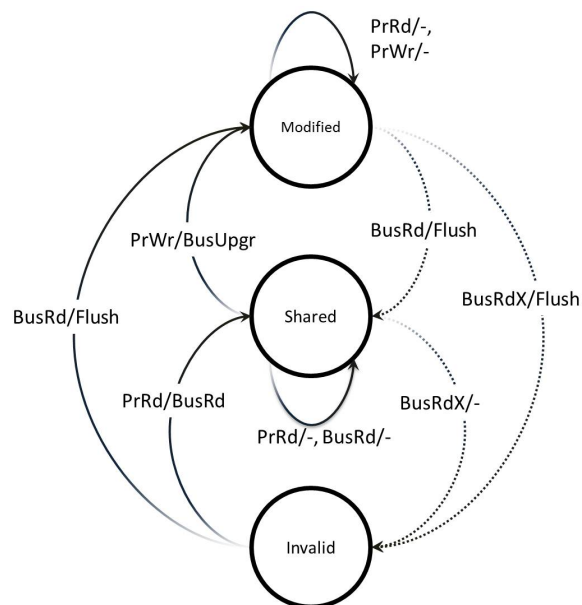 PrRd/-,
PrWr/-
Modified
PrWr/BusUpgr
BusRd/Flush
BusRd/Flush
BusRdX/Flush
Shared
PrRd/BusRd
BusRdX/-
PrRd/-, BusRd/-
Invalid